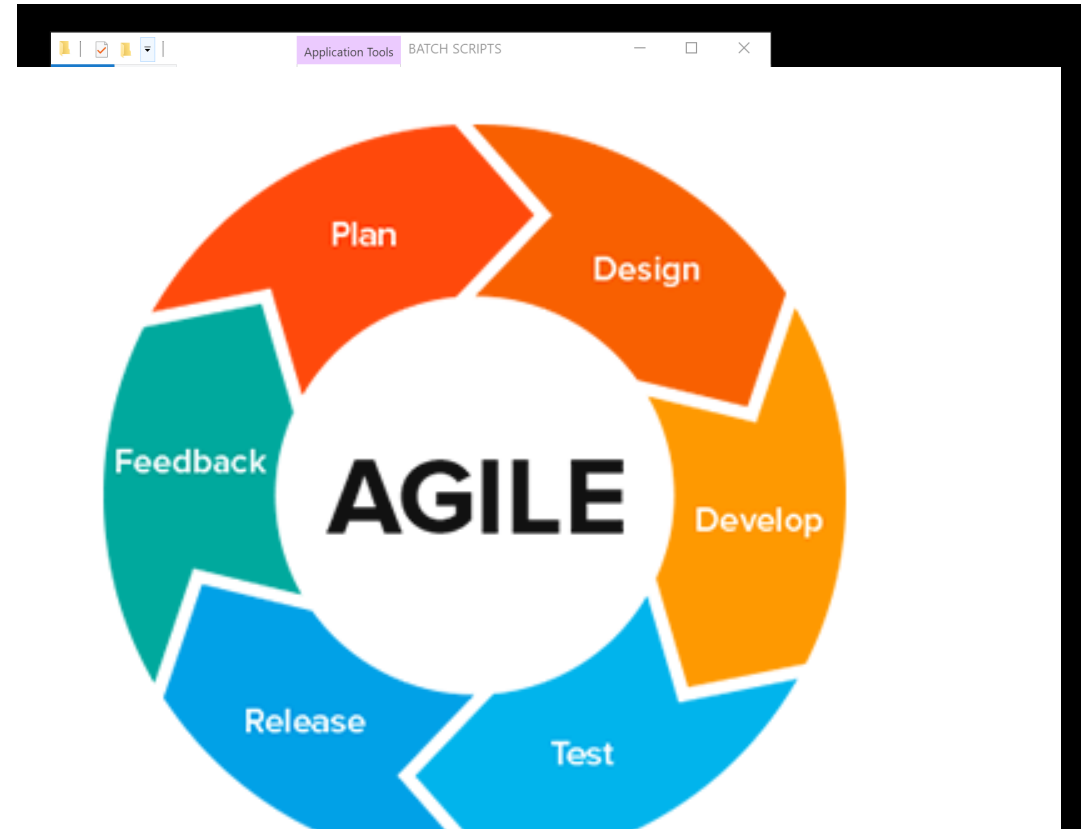 Application Tools BATCH SCRIPTS
Plan
Design
Feedback
AGILE
Develop
Release
Test